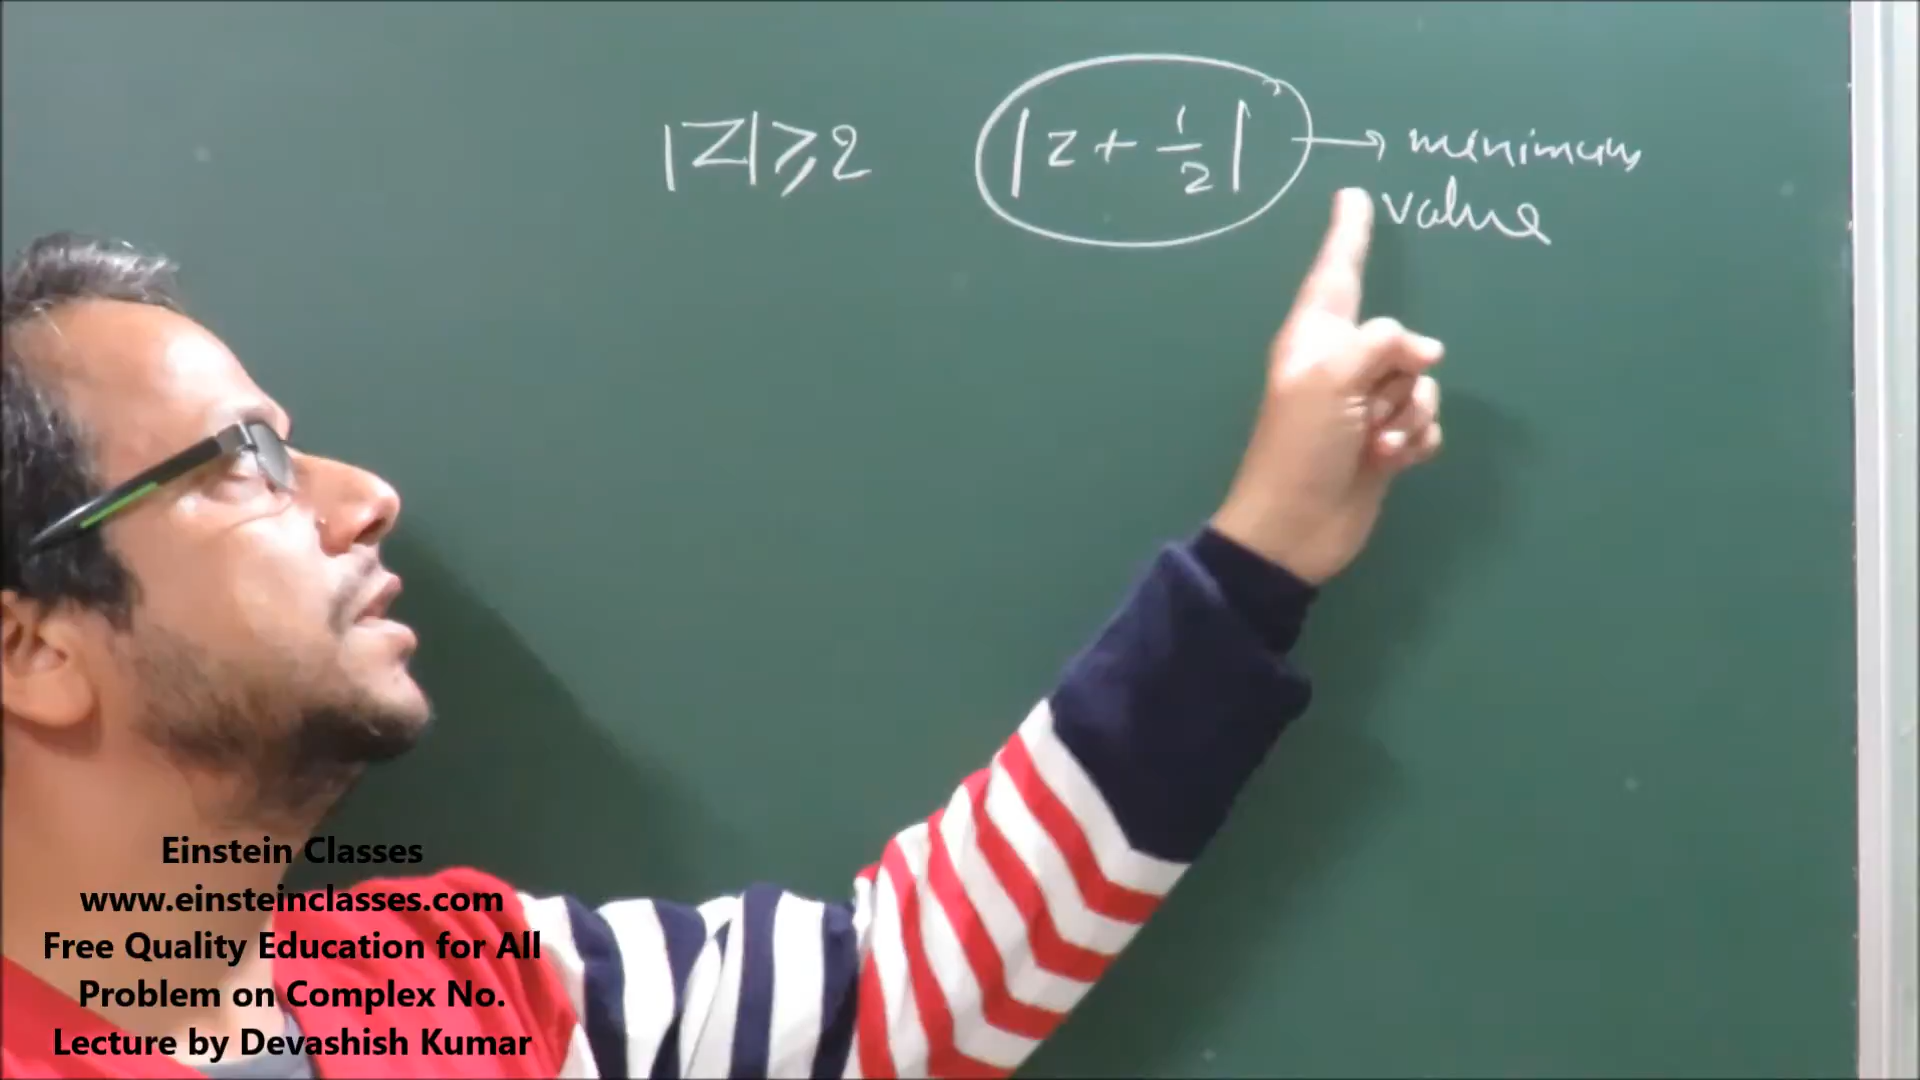 |Z| ⩾ 2 |z + 1/2| → minimum
value
Einstein Classes
www.einsteinclasses.com
Free Quality Education for All
Problem on Complex No.
Lecture by Devashish Kumar